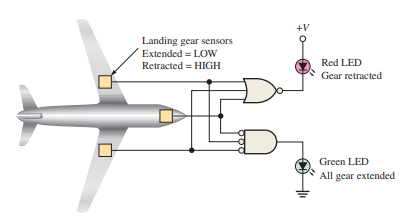 +V
Landing gear sensors
Extended = LOW
Retracted = HIGH
Red LED
Gear retracted
Green LED
All gear extended